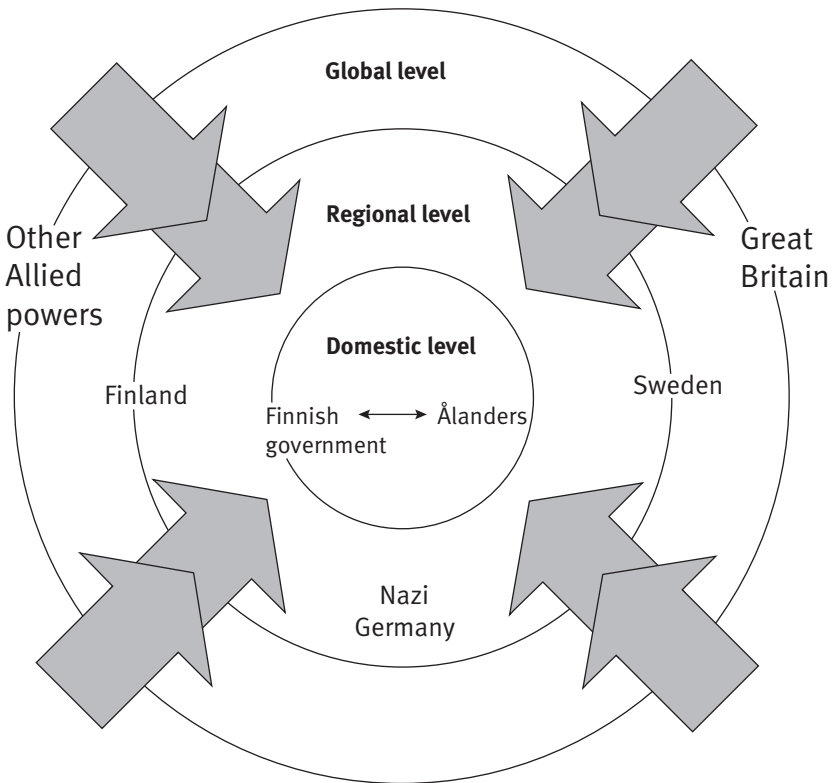 Global level
Regional level
Other
Allied
powers
Great
Britain
Domestic level
Finland
Sweden
Finnish
government
Ålanders
Nazi
Germany